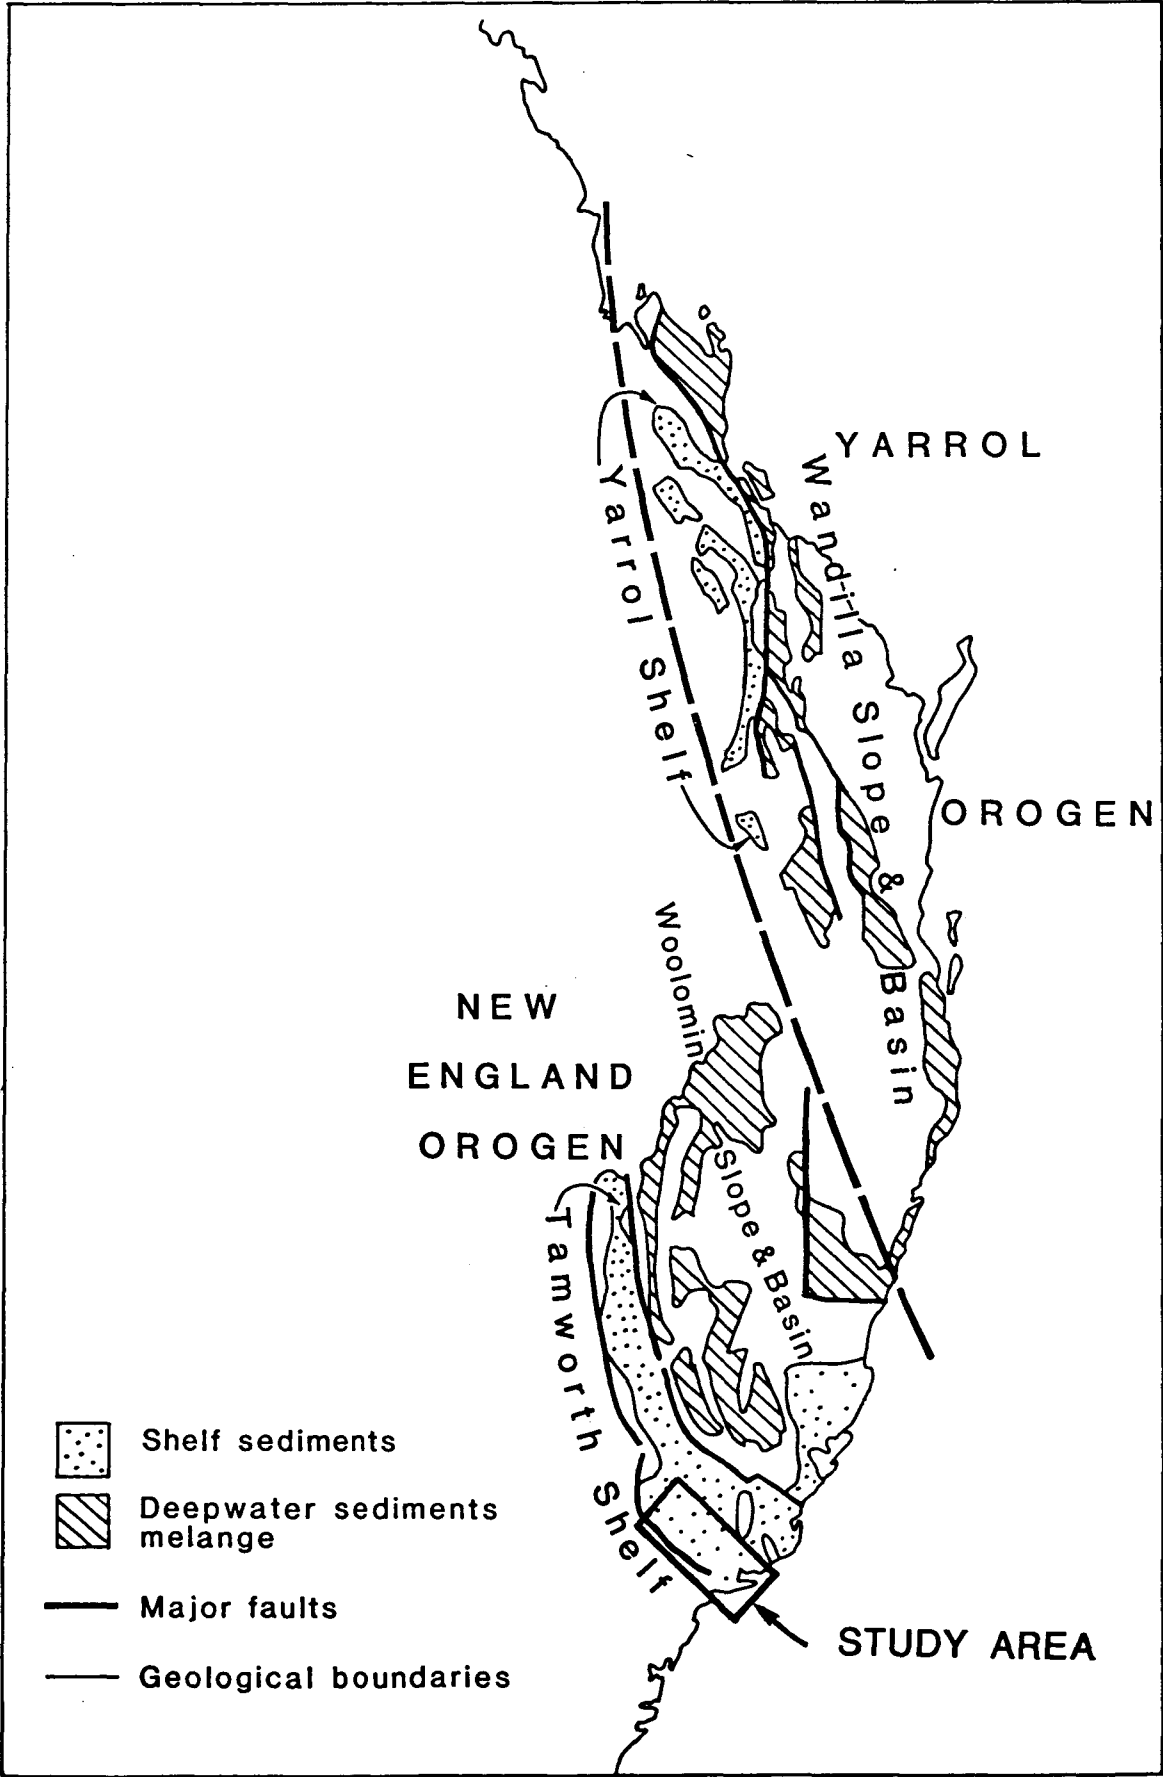 YARROL
Wandilla Slope & Basin
Yarrol Shelf
OROGEN
Woolomin Slope & Basin
NEW
ENGLAND
OROGEN
Tamworth Shelf
Shelf sediments
Deepwater sediments
melange
Major faults
Geological boundaries
STUDY AREA